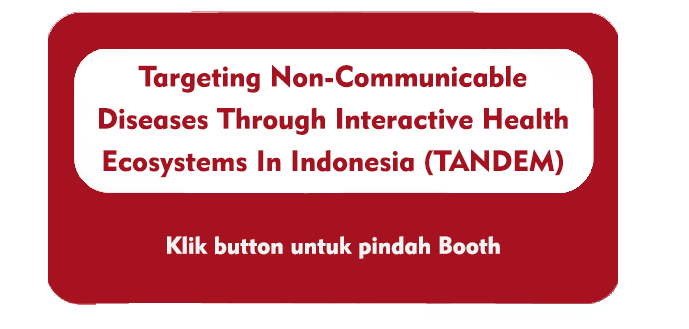 Targeting Non-Communicable
Diseases Through Interactive Health
Ecosystems In Indonesia (TANDEM)
Klik button untuk pindah Booth